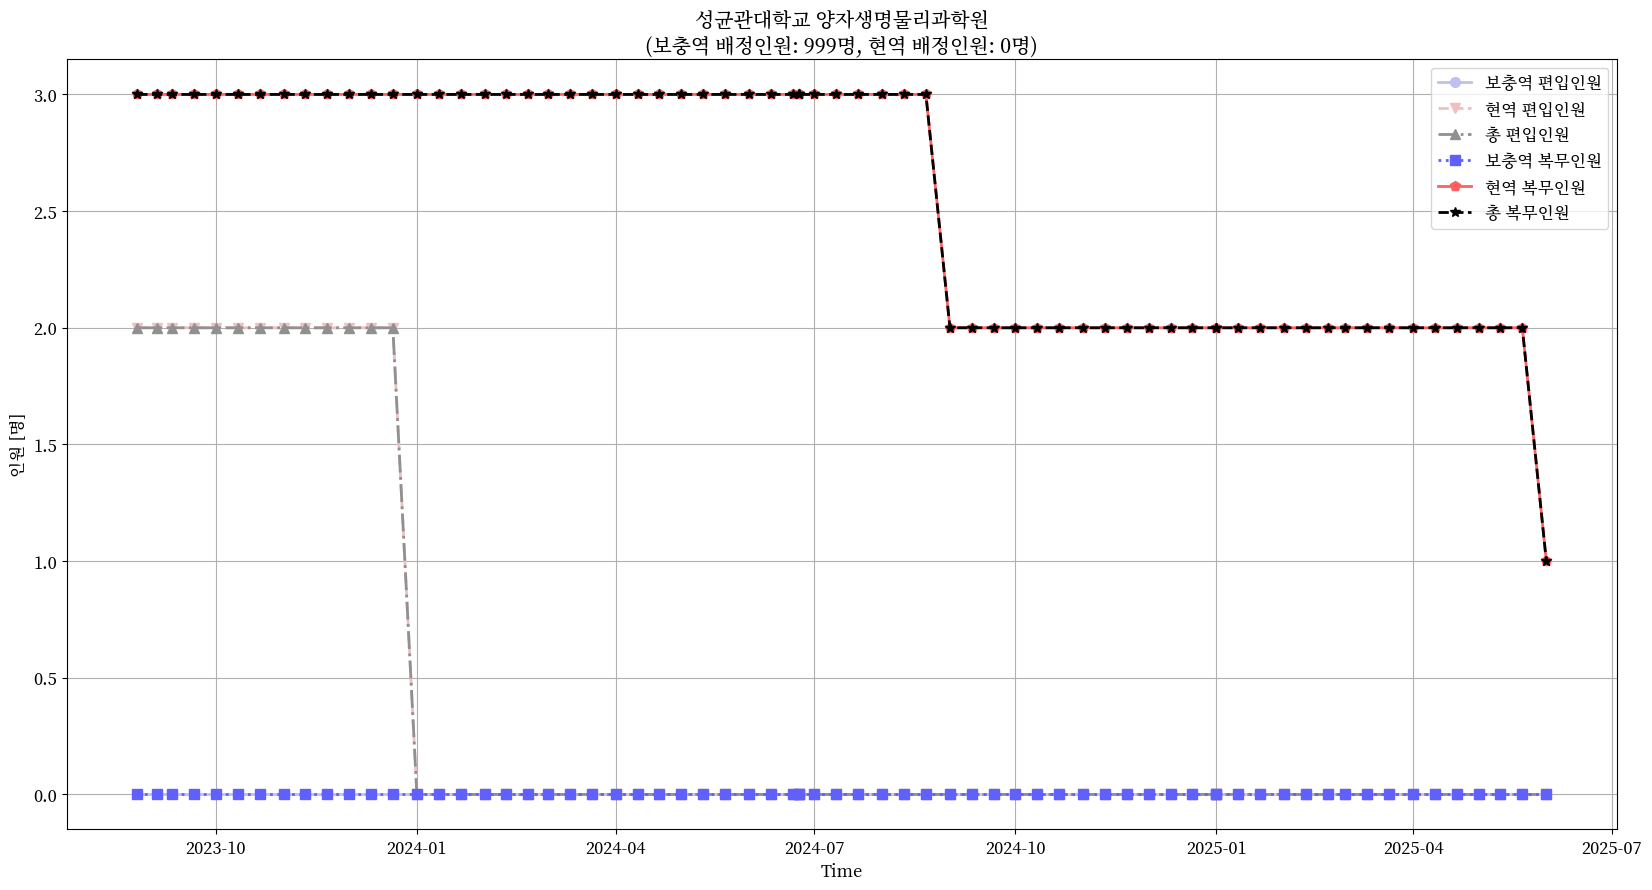 성균관대학교 양자생명물리과학원
(보충역 배정인원: 999명, 현역 배정인원: 0명)
보충역 편입인원
현역 편입인원
총 편입인원
보충역 복무인원
현역 복무인원
총 복무인원
인원 [명]
3.0
2.5
2.0
1.5
1.0
0.5
0.0
2023-10
2024-01
2024-04
2024-07
2024-10
2025-01
2025-04
2025-07
Time